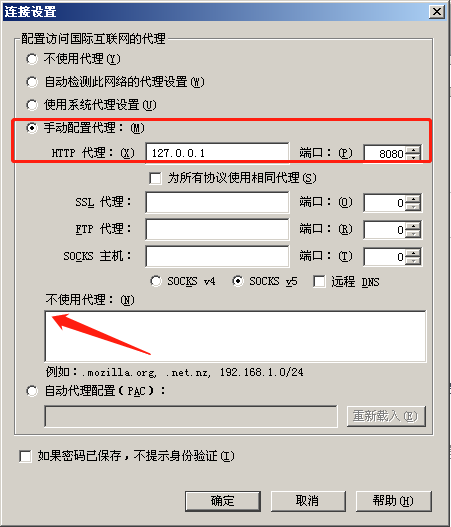 连接设置
配置访问国际互联网的代理
不使用代理(Y)
自动检测此网络的代理设置(W)
使用系统代理设置(U)
手动配置代理：(M)
HTTP 代理：(X) 127.0.0.1 端口：(P) 8080
为所有协议使用相同代理(S)
SSL 代理： 端口：(O) 0
FTP 代理： 端口：(R) 0
SOCKS 主机： 端口：(T) 0
SOCKS v4 SOCKS v5 远程 DNS
不使用代理：(N)
例如：.mozilla.org, .net.nz, 192.168.1.0/24
自动代理配置(PAC)：
重新载入(E)
如果密码已保存，不提示身份验证(I)
确定 取消 帮助(H)